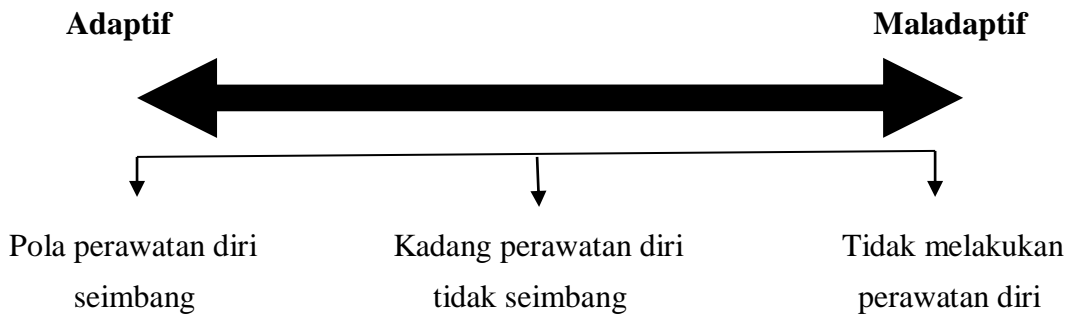 Adaptif
Maladaptif
Pola perawatan diri
seimbang
Kadang perawatan diri
tidak seimbang
Tidak melakukan
perawatan diri